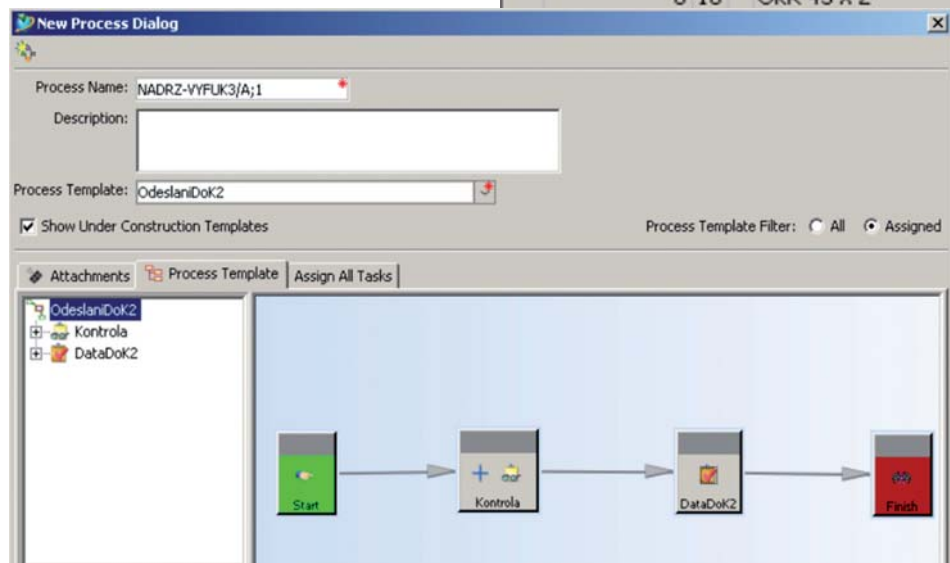 New Process Dialog
Process Name: NADRZ-VYFUK3/A;1
Description:
Process Template: OdeslaniDoK2
Show Under Construction Templates
Process Template Filter: All Assigned
Attachments Process Template Assign All Tasks
OdeslaniDoK2
Kontrola
DataDoK2
Start Kontrola DataDoK2 Finish